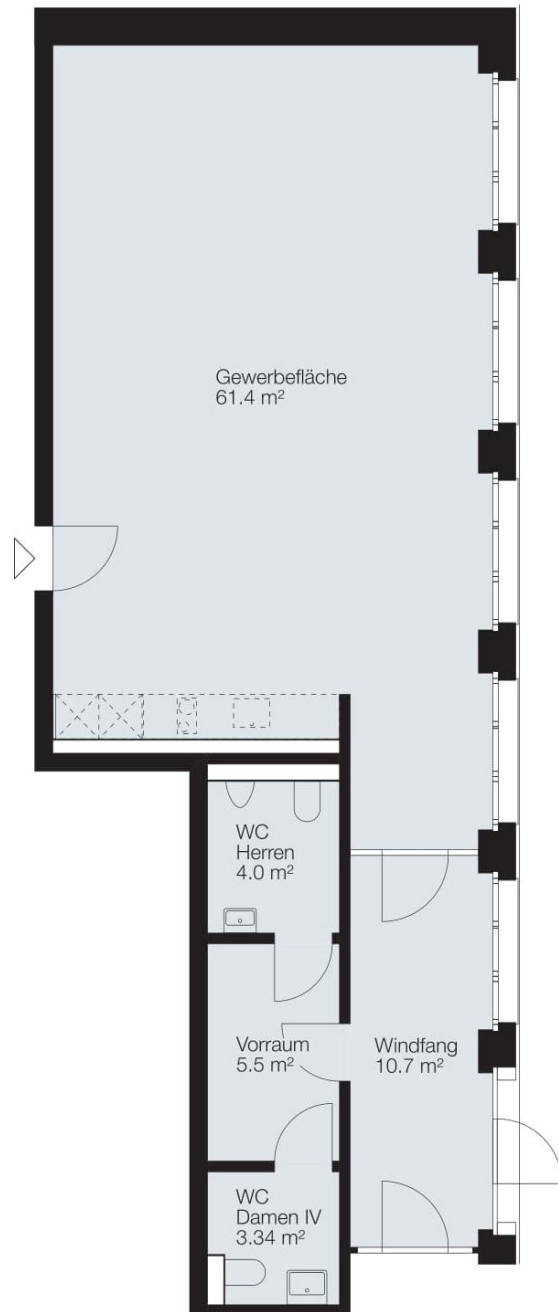 Gewerbefläche
61.4 m²
WC
Herren
4.0 m²
Vorraum
5.5 m²
Windfang
10.7 m²
WC
Damen IV
3.34 m²